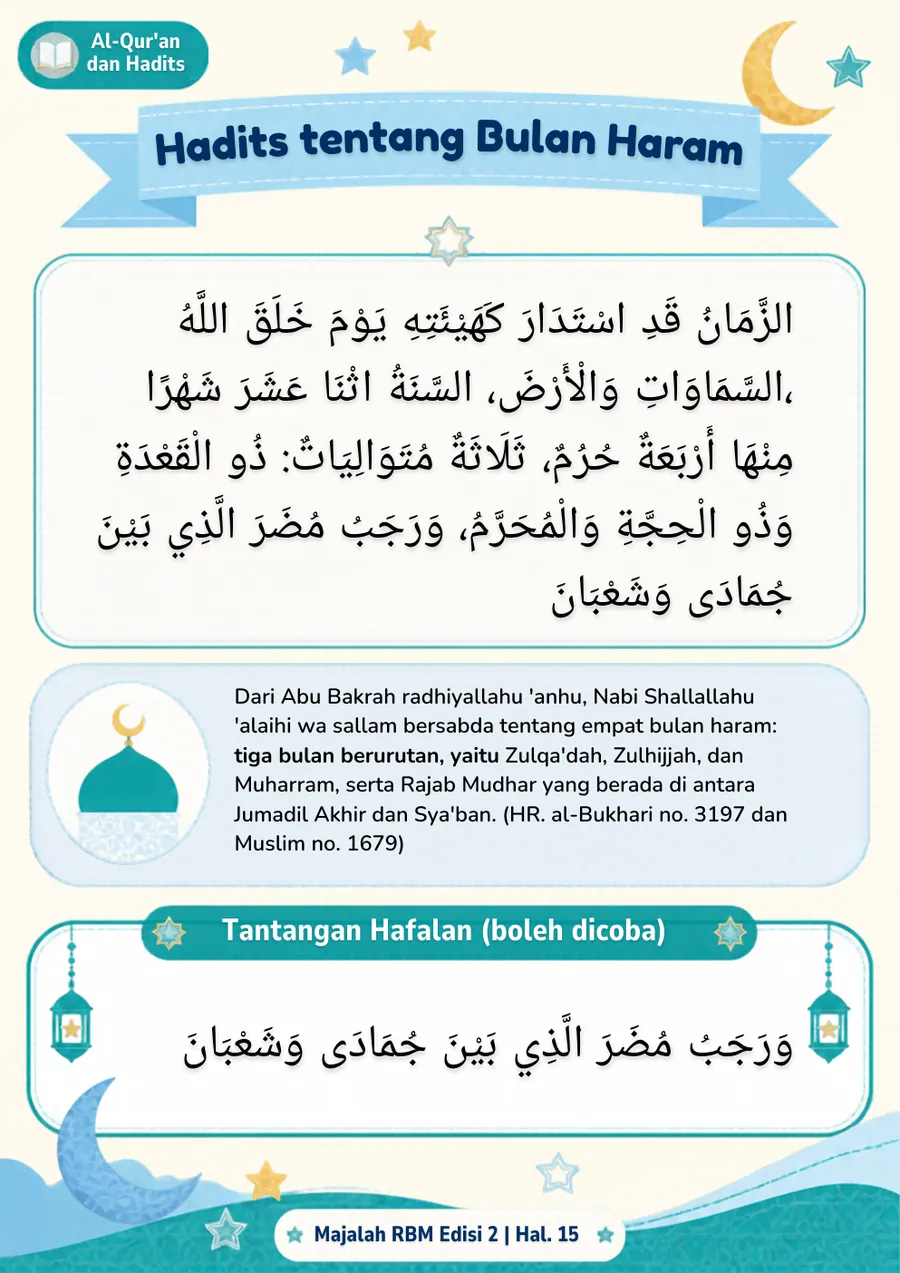 Al-Qur'an
dan Hadits
Hadits tentang Bulan Haram
الزَّمَانُ قَدِ اسْتَدَارَ كَهَيْئَتِهِ يَوْمَ خَلَقَ اللَّهُ
السَّمَاوَاتِ وَالْأَرْضَ، السَّنَةُ اثْنَا عَشَرَ شَهْرًا،
مِنْهَا أَرْبَعَةٌ حُرُمٌ، ثَلَاثَةٌ مُتَوَالِيَاتٌ: ذُو الْقَعْدَةِ
وَذُو الْحِجَّةِ وَالْمُحَرَّمُ، وَرَجَبُ مُضَرَ الَّذِي بَيْنَ
جُمَادَى وَشَعْبَانَ
Dari Abu Bakrah radhiyallahu 'anhu, Nabi Shallallahu
'alaihi wa sallam bersabda tentang empat bulan haram:
tiga bulan berurutan, yaitu Zulqa'dah, Zulhijjah, dan
Muharram, serta Rajab Mudhar yang berada di antara
Jumadil Akhir dan Sya'ban. (HR. al-Bukhari no. 3197 dan
Muslim no. 1679)
Tantangan Hafalan (boleh dicoba)
وَرَجَبُ مُضَرَ الَّذِي بَيْنَ جُمَادَى وَشَعْبَانَ
Majalah RBM Edisi 2 | Hal. 15